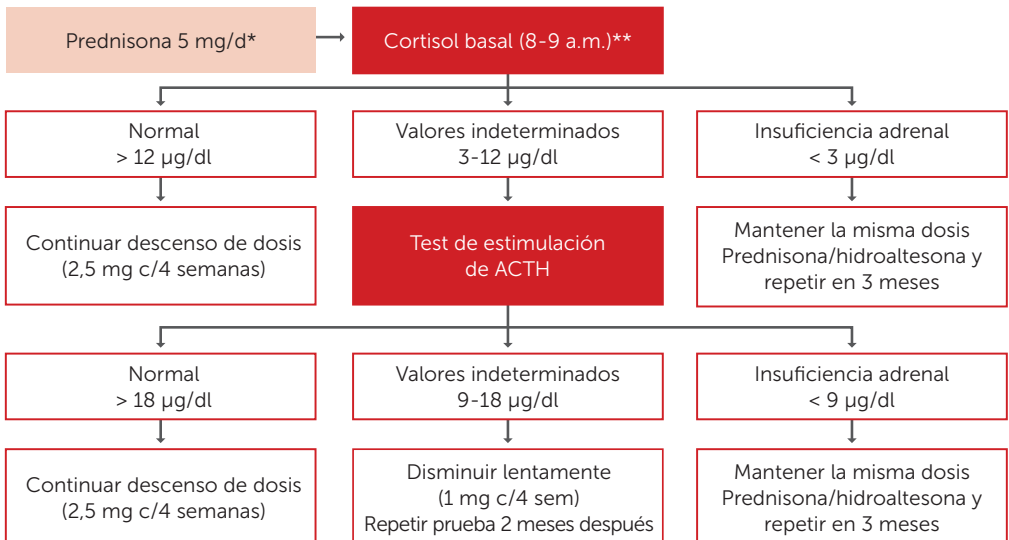 Prednisona 5 mg/d*
Cortisol basal (8-9 a.m.)**
Normal
> 12 µg/dl
Valores indeterminados
3-12 µg/dl
Insuficiencia adrenal
< 3 µg/dl
Continuar descenso de dosis
(2,5 mg c/4 semanas)
Test de estimulación
de ACTH
Mantener la misma dosis
Prednisona/hidroaltesona y
repetir en 3 meses
Normal
> 18 µg/dl
Valores indeterminados
9-18 µg/dl
Insuficiencia adrenal
< 9 µg/dl
Continuar descenso de dosis
(2,5 mg c/4 semanas)
Disminuir lentamente
(1 mg c/4 sem)
Repetir prueba 2 meses después
Mantener la misma dosis
Prednisona/hidroaltesona y
repetir en 3 meses